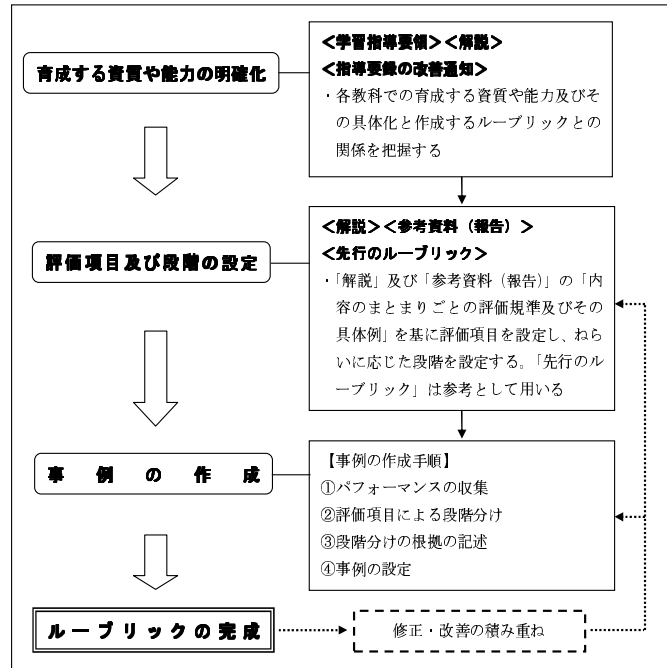 育成する資質や能力の明確化
＜学習指導要領＞＜解説＞
＜指導要録の改善通知＞
・各教科での育成する資質や能力及びそ
の具体化と作成するルーブリックとの
関係を把握する
評価項目及び段階の設定
＜解説＞＜参考資料（報告）＞
＜先行のルーブリック＞
・「解説」及び「参考資料（報告）」の「内
容のまとまりごとの評価規準及びその
具体例」を基に評価項目を設定し、ねら
いに応じた段階を設定する。「先行のル
ーブリック」は参考として用いる
事例の作成
【事例の作成手順】
①パフォーマンスの収集
②評価項目による段階分け
③段階分けの根拠の記述
④事例の設定
ルーブリックの完成
修正・改善の積み重ね